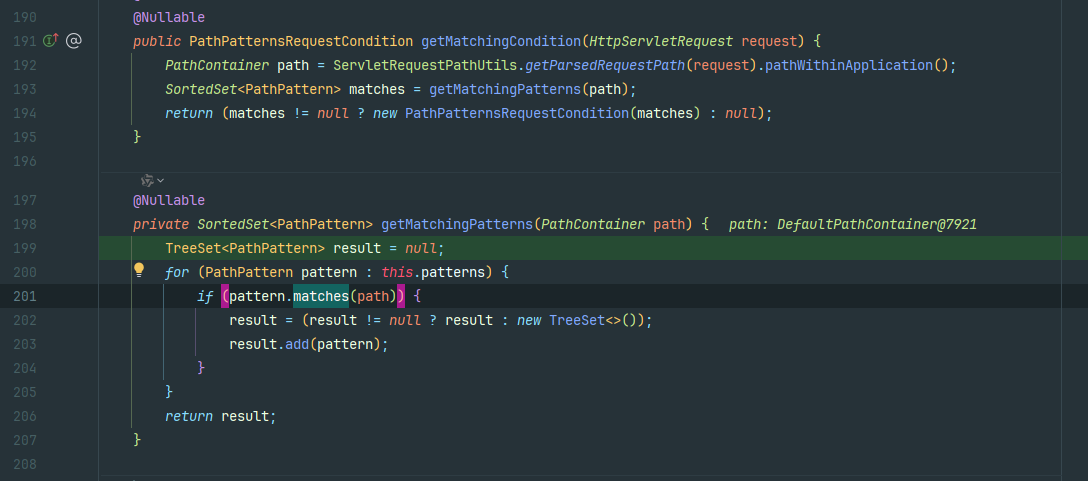 190 @Nullable
191 public PathPatternsRequestCondition getMatchingCondition(HttpServletRequest request) {
192 PathContainer path = ServletRequestPathUtils.getParsedRequestPath(request).pathWithinApplication();
193 SortedSet<PathPattern> matches = getMatchingPatterns(path);
194 return (matches != null ? new PathPatternsRequestCondition(matches) : null);
195 }
196
197 @Nullable
198 private SortedSet<PathPattern> getMatchingPatterns(PathContainer path) { path: DefaultPathContainer@7921
199 TreeSet<PathPattern> result = null;
200 for (PathPattern pattern : this.patterns) {
201 if (pattern.matches(path)) {
202 result = (result != null ? result : new TreeSet<>());
203 result.add(pattern);
204 }
205 }
206 return result;
207 }
208